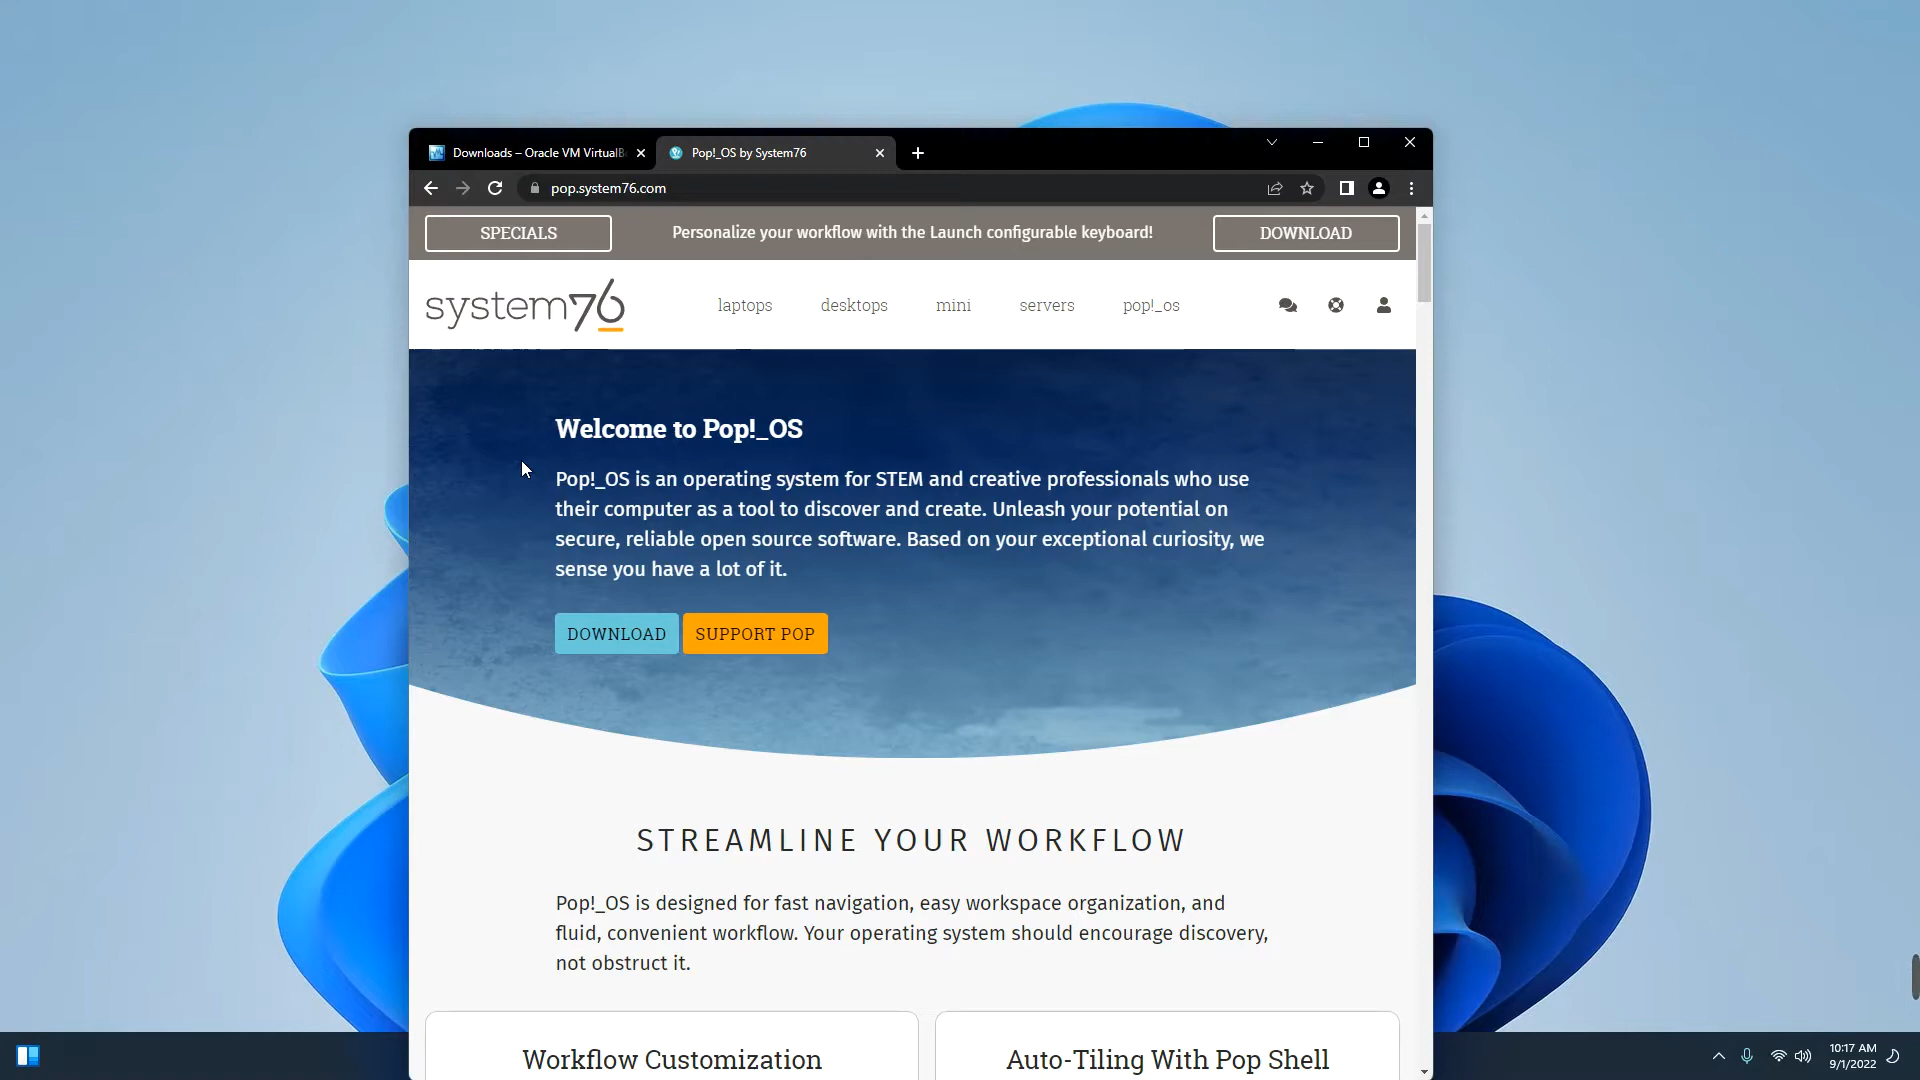 Downloads – Oracle VM VirtualB
Pop!_OS by System76
pop.system76.com
SPECIALS
Personalize your workflow with the Launch configurable keyboard!
DOWNLOAD
system76
laptops
desktops
mini
servers
pop!_os
Welcome to Pop!_OS
Pop!_OS is an operating system for STEM and creative professionals who use
their computer as a tool to discover and create. Unleash your potential on
secure, reliable open source software. Based on your exceptional curiosity, we
sense you have a lot of it.
DOWNLOAD
SUPPORT POP
STREAMLINE YOUR WORKFLOW
Pop!_OS is designed for fast navigation, easy workspace organization, and
fluid, convenient workflow. Your operating system should encourage discovery,
not obstruct it.
Workflow Customization
Auto-Tiling With Pop Shell
10:17 AM
9/1/2022